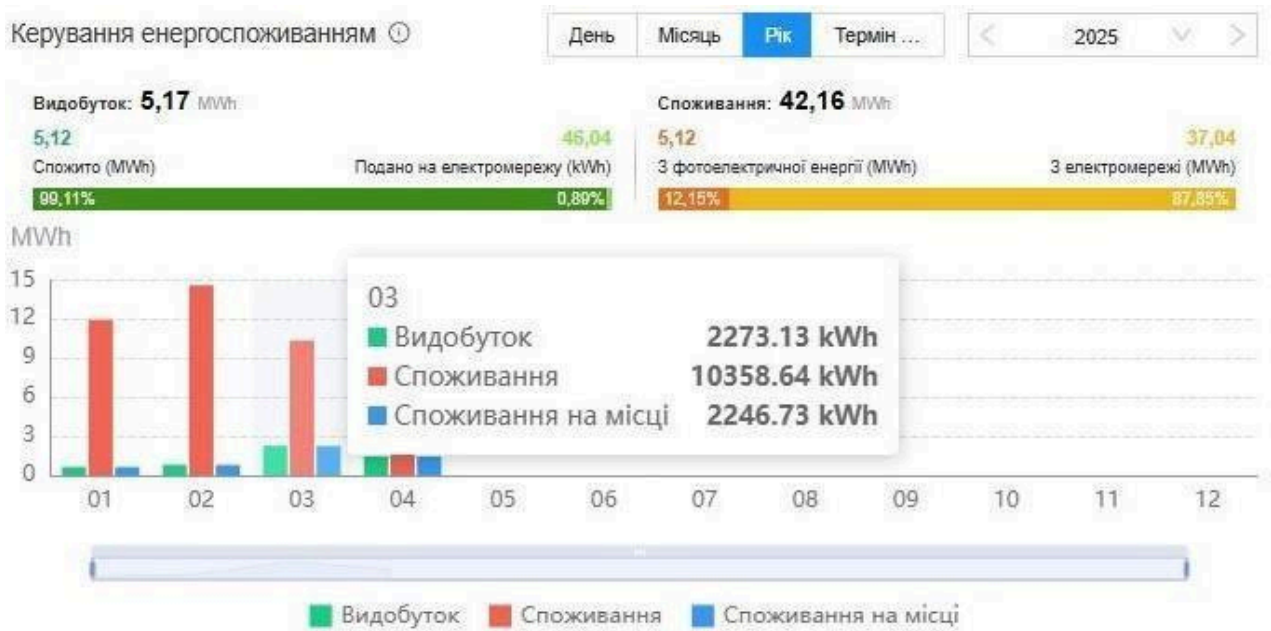 Керування енергоспоживанням
День Місяць Рік Термін ... 2025
Видобуток: 5,17 MWh
Споживання: 42,16 MWh
5,12 46,04
5,12 37,04
Спожито (MWh) Подано на електромережу (kWh)
З фотоелектричної енергії (MWh) З електромережі (MWh)
99,11% 0,89%
12,15% 87,85%
MWh
15
12
9
6
3
0
03
Видобуток 2273.13 kWh
Споживання 10358.64 kWh
Споживання на місці 2246.73 kWh
01 02 03 04 05 06 07 08 09 10 11 12
Видобуток Споживання Споживання на місці